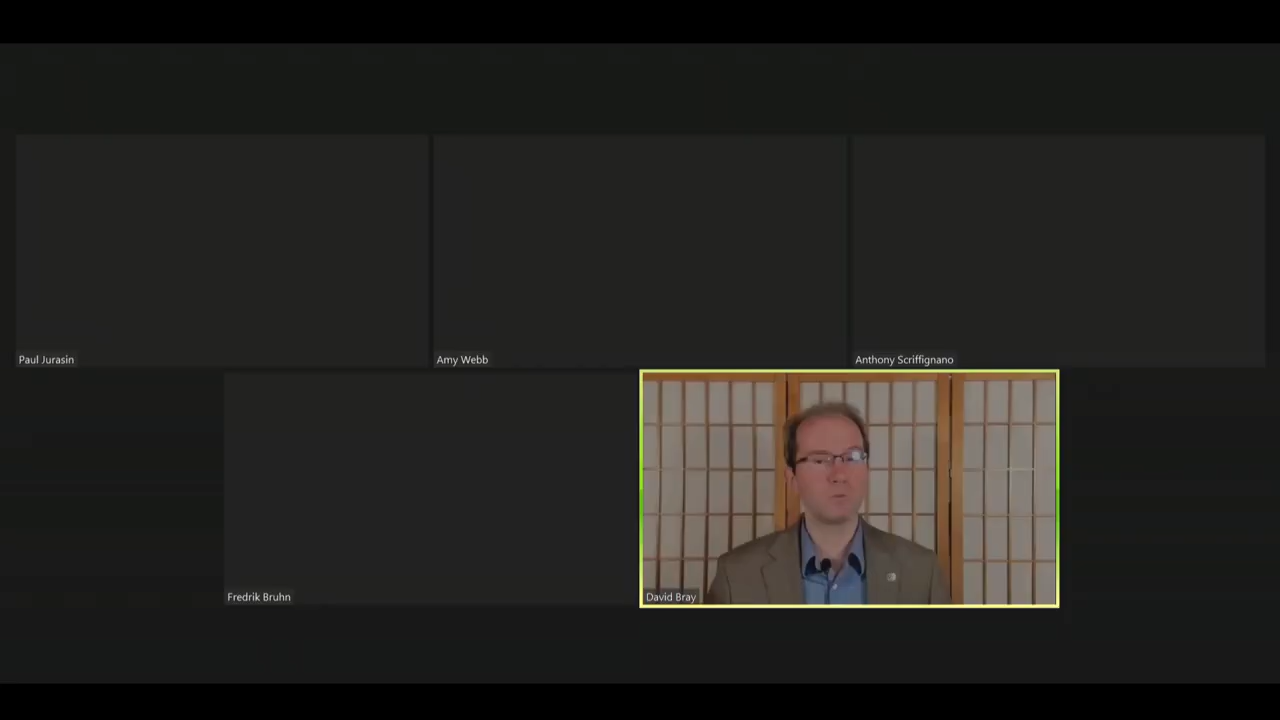 Paul Jurasin
Amy Webb
Anthony Scriffignano
Fredrik Bruhn
David Bray